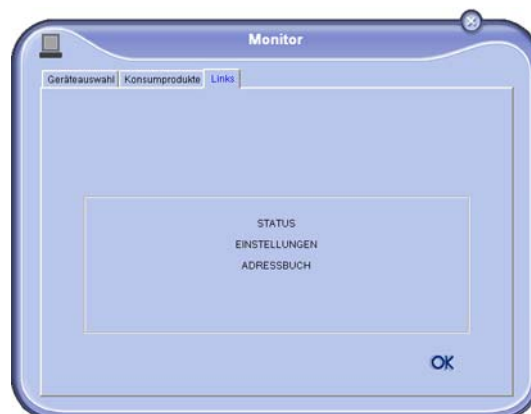 Monitor
Geräteauswahl Konsumprodukte Links
STATUS
EINSTELLUNGEN
ADRESSBUCH
OK